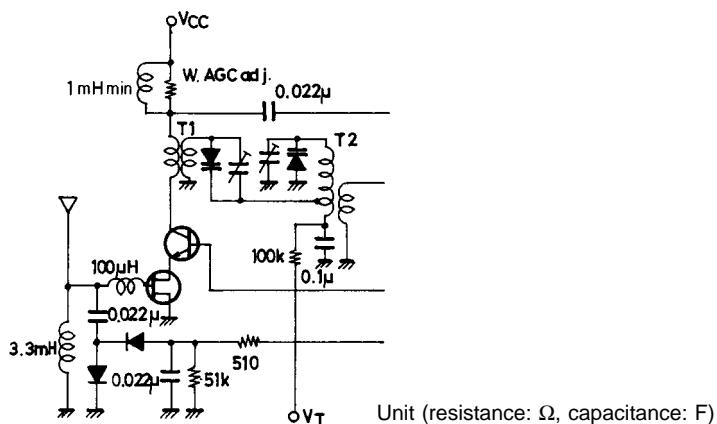 VCC
W. AGC adj.
1mHmin
0.022μ
T1
T2
100μH
100k
0.1μ
0.022μ
3.3mH
510
0.022μ
51k
VT
Unit (resistance: Ω, capacitance: F)